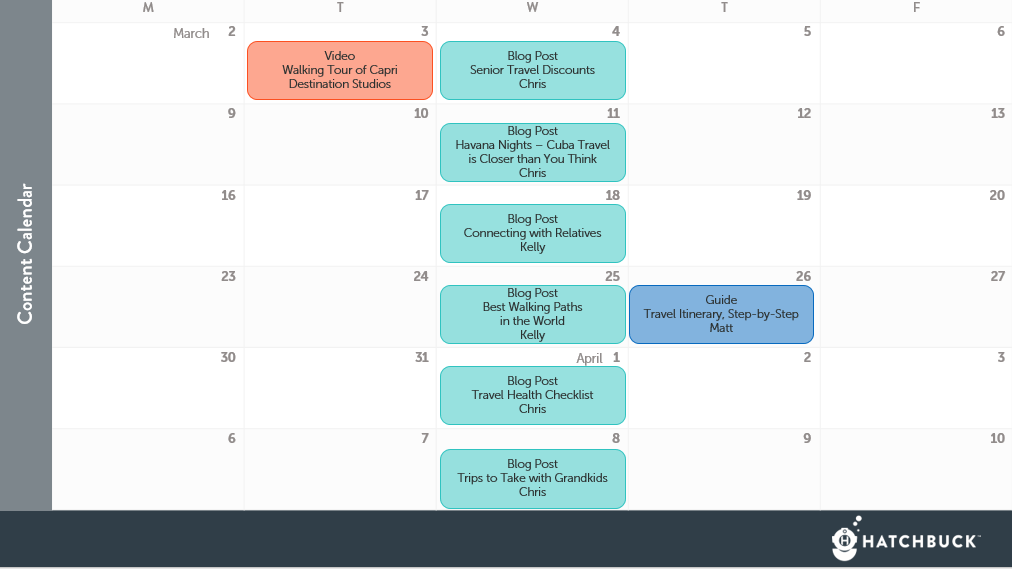 M T W T F
March 2 3 4 5 6
Video
Walking Tour of Capri
Destination Studios
Blog Post
Senior Travel Discounts
Chris
9 10 11 12 13
Blog Post
Havana Nights – Cuba Travel
is Closer than You Think
Chris
16 17 18 19 20
Blog Post
Connecting with Relatives
Kelly
23 24 25 26 27
Blog Post
Best Walking Paths
in the World
Kelly
Guide
Travel Itinerary, Step-by-Step
Matt
30 31 April 1 2 3
Blog Post
Travel Health Checklist
Chris
6 7 8 9 10
Blog Post
Trips to Take with Grandkids
Chris
Content Calendar
H HATCHBUCK™